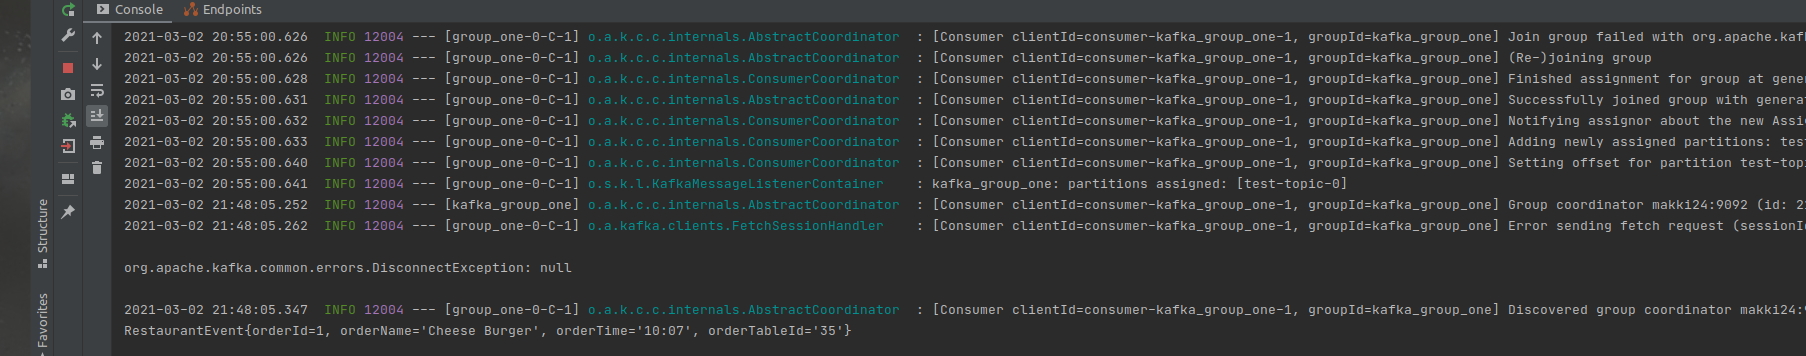 Console Endpoints
2021-03-02 20:55:00.626 INFO 12004 --- [group_one-0-C-1] o.a.k.c.c.internals.AbstractCoordinator : [Consumer clientId=consumer-kafka_group_one-1, groupId=kafka_group_one] Join group failed with org.apache.kaf
2021-03-02 20:55:00.626 INFO 12004 --- [group_one-0-C-1] o.a.k.c.c.internals.AbstractCoordinator : [Consumer clientId=consumer-kafka_group_one-1, groupId=kafka_group_one] (Re-)joining group
2021-03-02 20:55:00.628 INFO 12004 --- [group_one-0-C-1] o.a.k.c.c.internals.ConsumerCoordinator : [Consumer clientId=consumer-kafka_group_one-1, groupId=kafka_group_one] Finished assignment for group at gene
2021-03-02 20:55:00.631 INFO 12004 --- [group_one-0-C-1] o.a.k.c.c.internals.AbstractCoordinator : [Consumer clientId=consumer-kafka_group_one-1, groupId=kafka_group_one] Successfully joined group with genera
2021-03-02 20:55:00.632 INFO 12004 --- [group_one-0-C-1] o.a.k.c.c.internals.ConsumerCoordinator : [Consumer clientId=consumer-kafka_group_one-1, groupId=kafka_group_one] Notifying assignor about the new Assi
2021-03-02 20:55:00.633 INFO 12004 --- [group_one-0-C-1] o.a.k.c.c.internals.ConsumerCoordinator : [Consumer clientId=consumer-kafka_group_one-1, groupId=kafka_group_one] Adding newly assigned partitions: tes
2021-03-02 20:55:00.640 INFO 12004 --- [group_one-0-C-1] o.a.k.c.c.internals.ConsumerCoordinator : [Consumer clientId=consumer-kafka_group_one-1, groupId=kafka_group_one] Setting offset for partition test-topi
2021-03-02 20:55:00.641 INFO 12004 --- [group_one-0-C-1] o.s.k.l.KafkaMessageListenerContainer : kafka_group_one: partitions assigned: [test-topic-0]
2021-03-02 21:48:05.252 INFO 12004 --- [kafka_group_one] o.a.k.c.c.internals.AbstractCoordinator : [Consumer clientId=consumer-kafka_group_one-1, groupId=kafka_group_one] Group coordinator makki24:9092 (id: 2
2021-03-02 21:48:05.262 INFO 12004 --- [group_one-0-C-1] o.a.kafka.clients.FetchSessionHandler : [Consumer clientId=consumer-kafka_group_one-1, groupId=kafka_group_one] Error sending fetch request (sessionI
org.apache.kafka.common.errors.DisconnectException: null
2021-03-02 21:48:05.347 INFO 12004 --- [group_one-0-C-1] o.a.k.c.c.internals.AbstractCoordinator : [Consumer clientId=consumer-kafka_group_one-1, groupId=kafka_group_one] Discovered group coordinator makki24:
RestaurantEvent{orderId=1, orderName='Cheese Burger', orderTime='10:07', orderTableId='35'}
Structure
Favorites